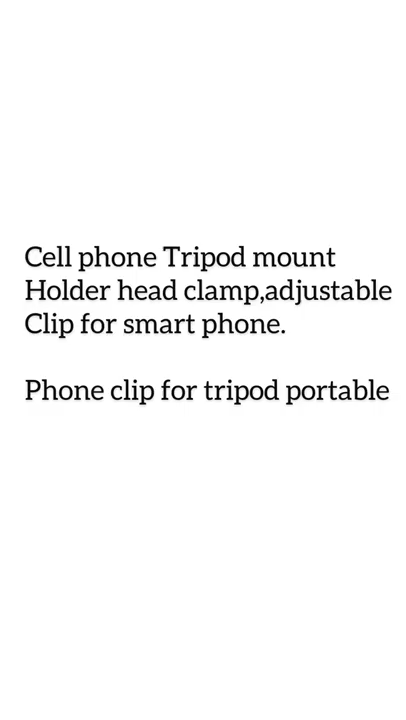 Cell phone Tripod mount
Holder head clamp,adjustable
Clip for smart phone.
Phone clip for tripod portable